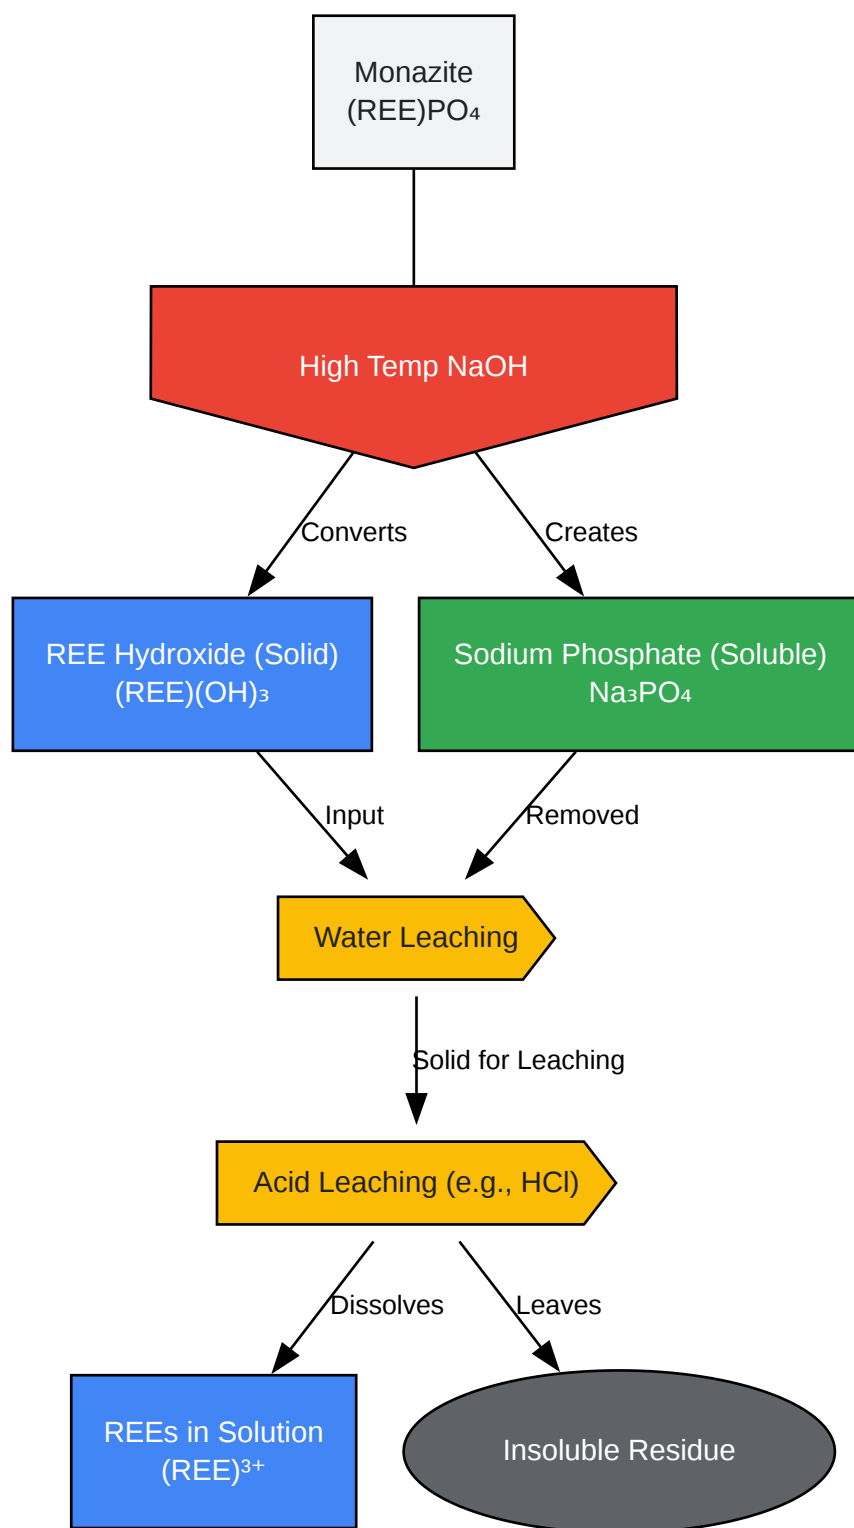 Monazite
(REE)PO₄
High Temp NaOH
Converts
Creates
REE Hydroxide (Solid)
(REE)(OH)₃
Sodium Phosphate (Soluble)
Na₃PO₄
Input
Removed
Water Leaching
Solid for Leaching
Acid Leaching (e.g., HCl)
Dissolves
Leaves
REEs in Solution
(REE)³⁺
Insoluble Residue